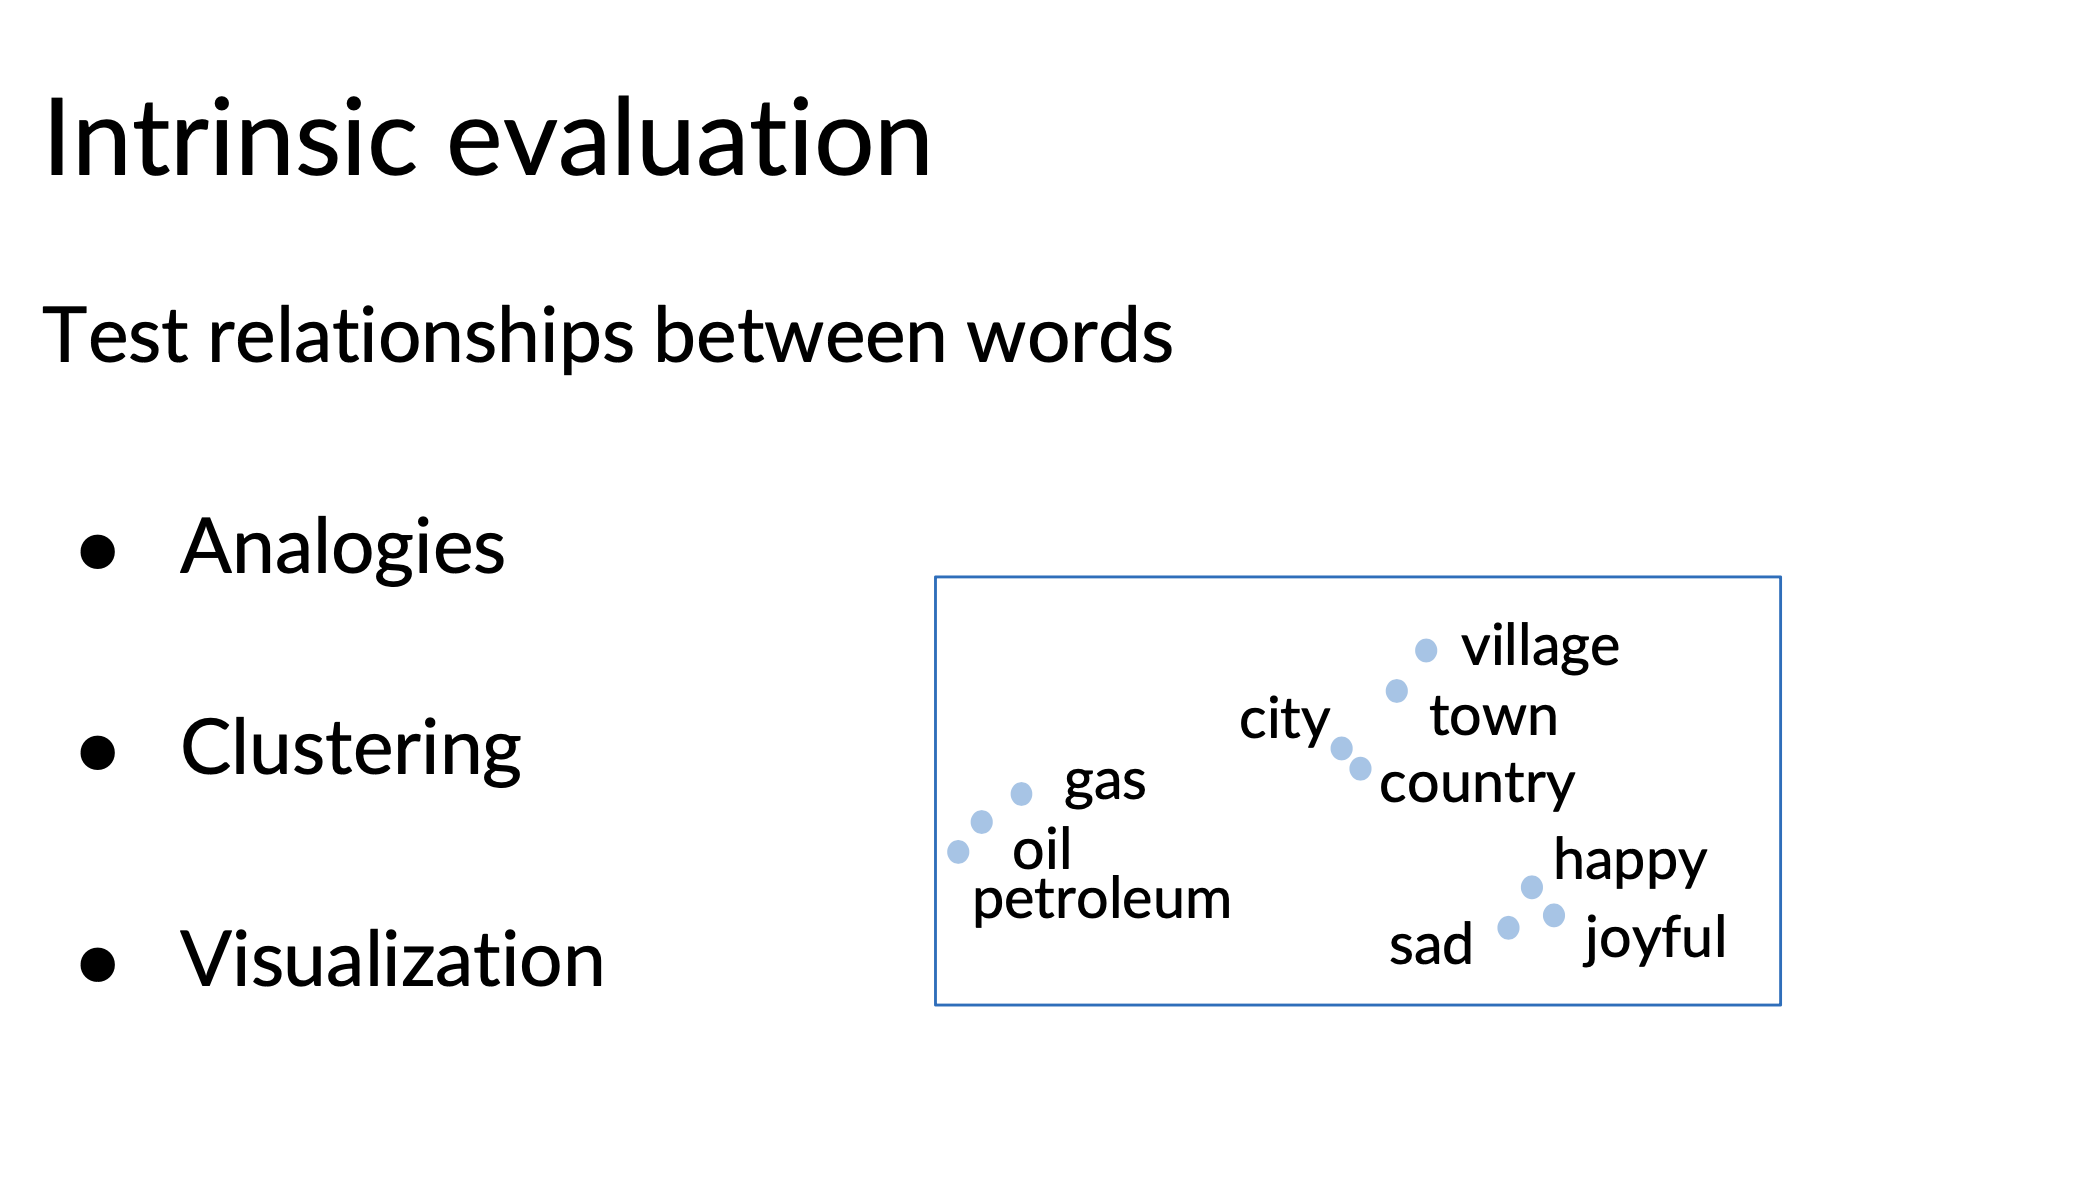 Intrinsic evaluation
Test relationships between words
● Analogies
● Clustering
● Visualization
village
city
town
gas
country
oil
happy
petroleum
sad
joyful